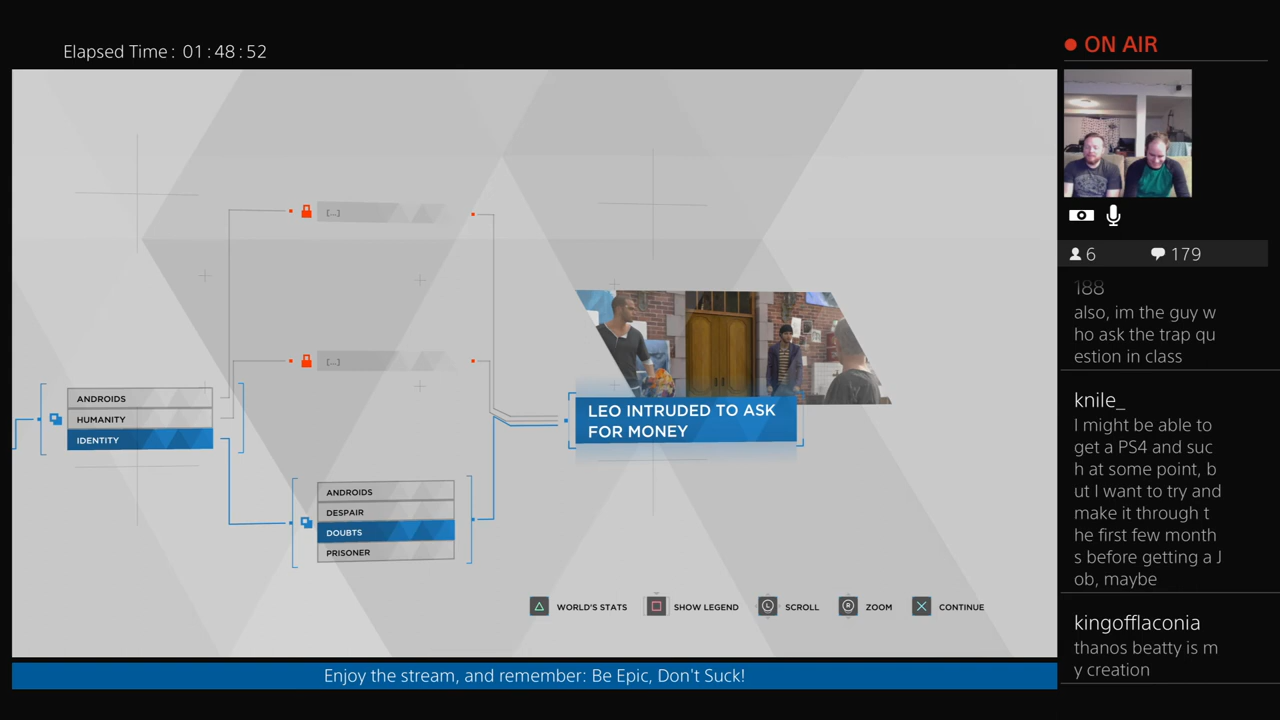 Elapsed Time: 01:48:52
ON AIR
6
179
188
also, im the guy w
ho ask the trap qu
estion in class
knile_
I might be able to
get a PS4 and suc
h at some point, b
ut I want to try and
make it through t
he first few month
s before getting a J
ob, maybe
kingofflaconia
thanos beatty is m
y creation
[...]
[...]
ANDROIDS
HUMANITY
IDENTITY
LEO INTRUDED TO ASK
FOR MONEY
ANDROIDS
DESPAIR
DOUBTS
PRISONER
WORLD'S STATS
SHOW LEGEND
L
SCROLL
R
ZOOM
CONTINUE
Enjoy the stream, and remember: Be Epic, Don't Suck!